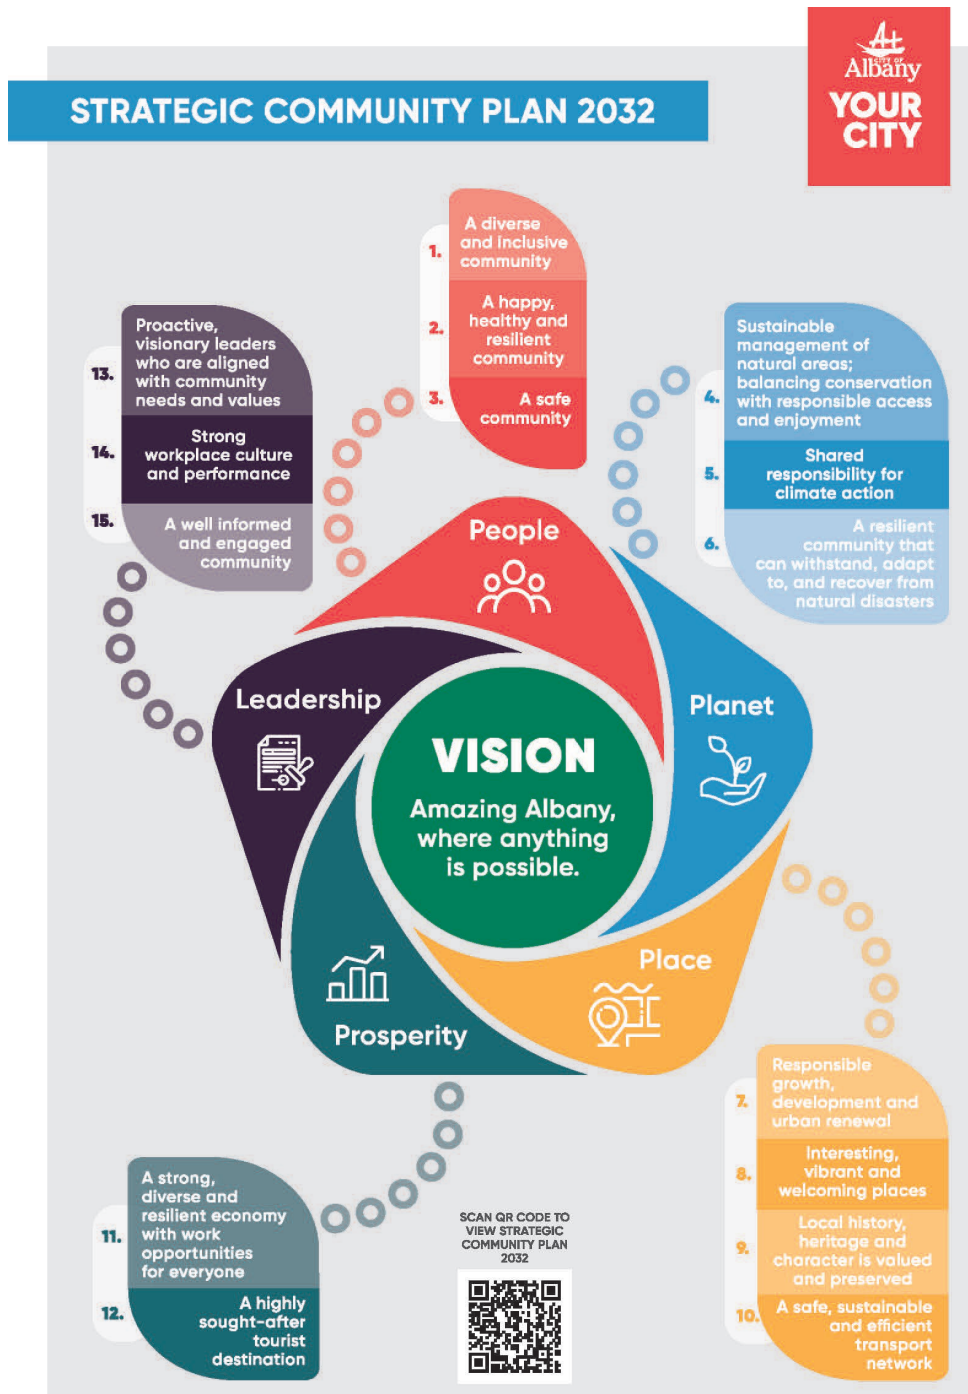 CITY OF
Albany
YOUR
CITY
STRATEGIC COMMUNITY PLAN 2032
1.
A diverse
and inclusive
community
2.
A happy,
healthy and
resilient
community
3.
A safe
community
4.
Sustainable
management of
natural areas;
balancing conservation
with responsible access
and enjoyment
5.
Shared
responsibility for
climate action
6.
A resilient
community that
can withstand, adapt
to, and recover from
natural disasters
13.
Proactive,
visionary leaders
who are aligned
with community
needs and values
14.
Strong
workplace culture
and performance
15.
A well informed
and engaged
community
People
Leadership
Planet
VISION
Amazing Albany,
where anything
is possible.
Place
Prosperity
7.
Responsible
growth,
development and
urban renewal
8.
Interesting,
vibrant and
welcoming places
9.
Local history,
heritage and
character is valued
and preserved
10.
A safe, sustainable
and efficient
transport
network
11.
A strong,
diverse and
resilient economy
with work
opportunities
for everyone
12.
A highly
sought-after
tourist
destination
SCAN QR CODE TO
VIEW STRATEGIC
COMMUNITY PLAN
2032